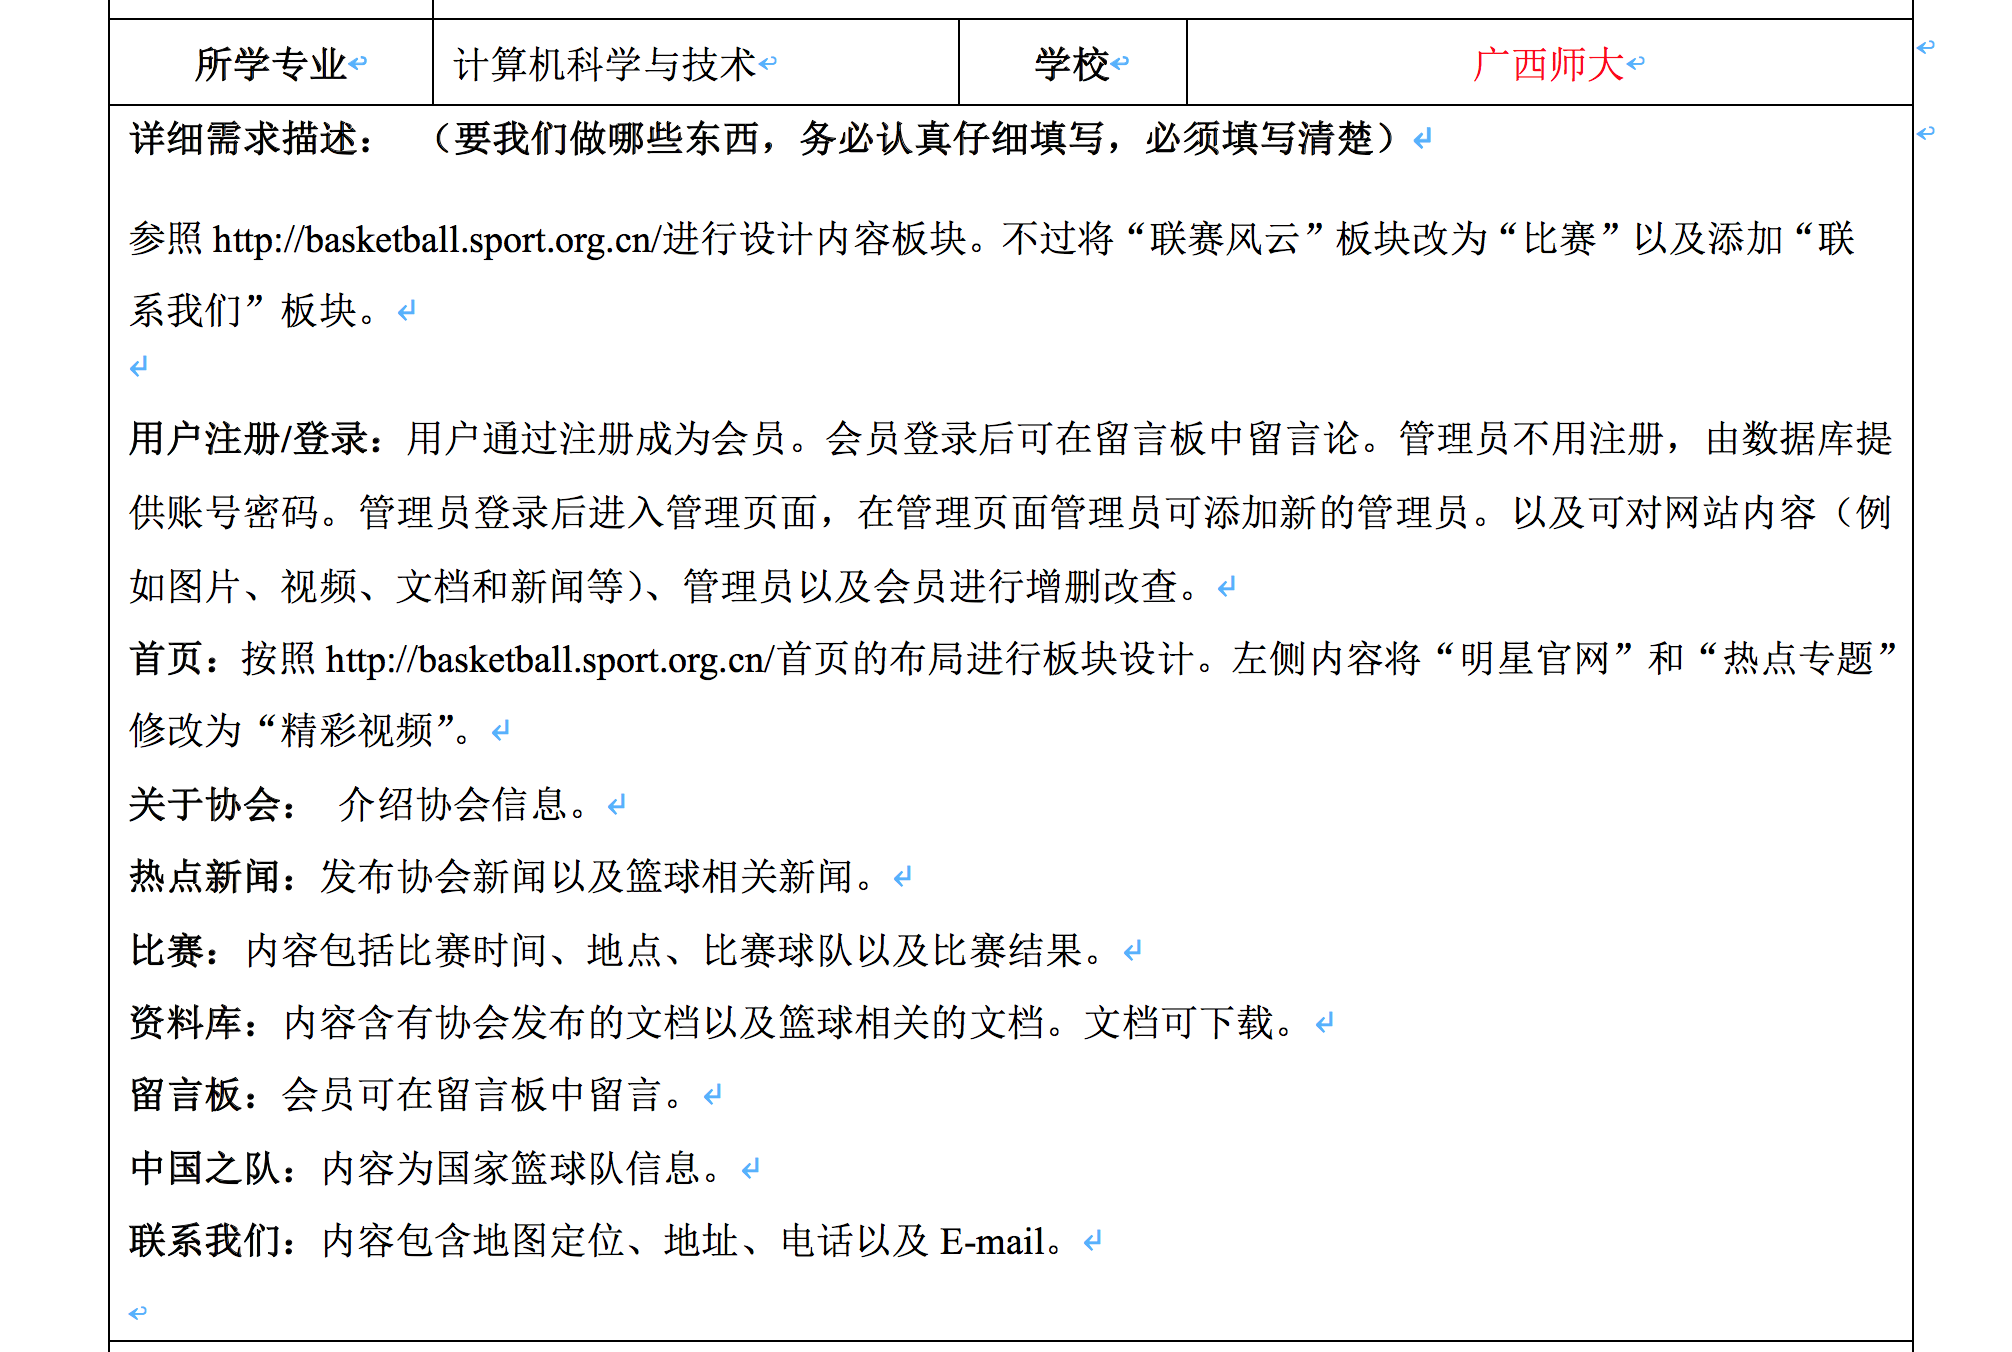 所学专业 计算机科学与技术 学校 广西师大
详细需求描述： （要我们做哪些东西，务必认真仔细填写，必须填写清楚）
参照 http://basketball.sport.org.cn/进行设计内容板块。不过将“联赛风云”板块改为“比赛”以及添加“联
系我们”板块。
用户注册/登录：用户通过注册成为会员。会员登录后可在留言板中留言论。管理员不用注册，由数据库提
供账号密码。管理员登录后进入管理页面，在管理页面管理员可添加新的管理员。以及可对网站内容（例
如图片、视频、文档和新闻等）、管理员以及会员进行增删改查。
首页：按照 http://basketball.sport.org.cn/首页的布局进行板块设计。左侧内容将“明星官网”和“热点专题”
修改为“精彩视频”。
关于协会： 介绍协会信息。
热点新闻：发布协会新闻以及篮球相关新闻。
比赛：内容包括比赛时间、地点、比赛球队以及比赛结果。
资料库：内容含有协会发布的文档以及篮球相关的文档。文档可下载。
留言板：会员可在留言板中留言。
中国之队：内容为国家篮球队信息。
联系我们：内容包含地图定位、地址、电话以及 E-mail。